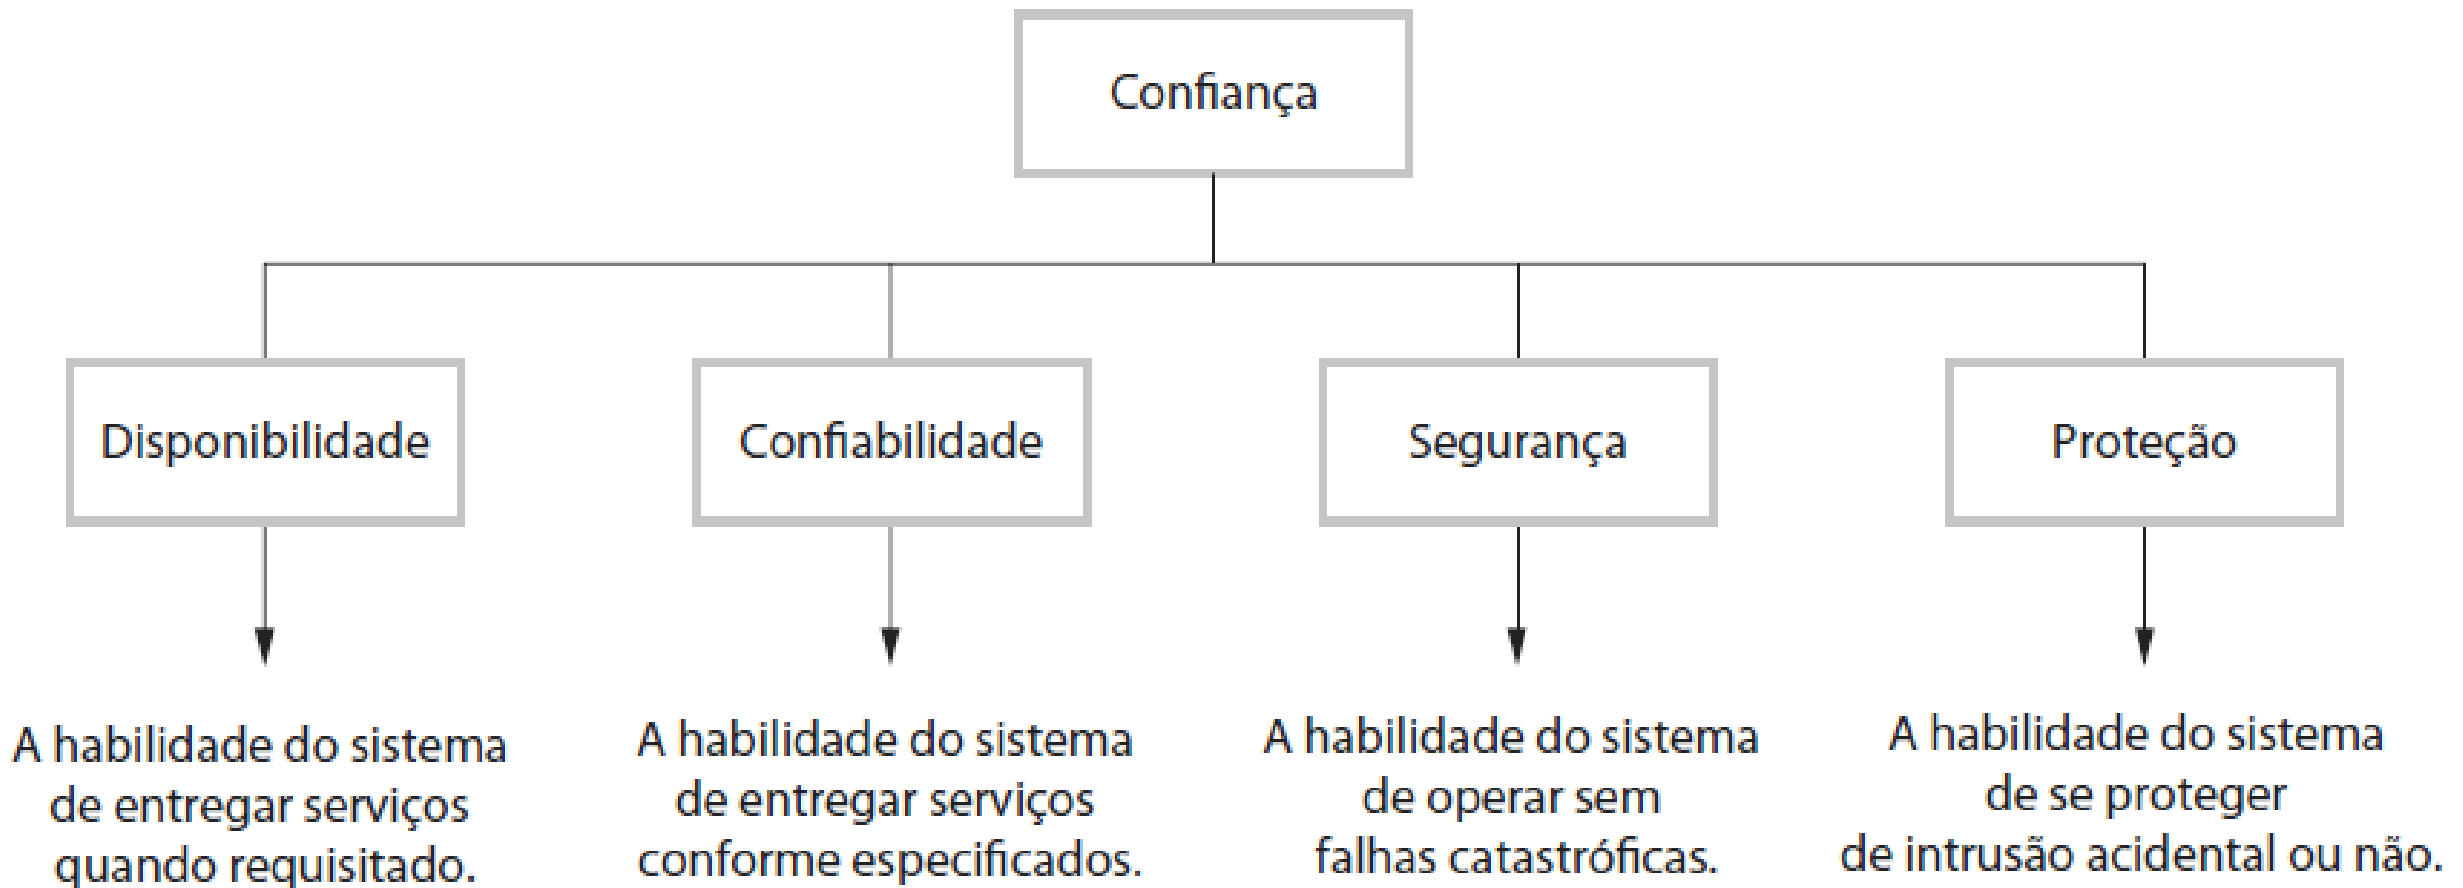 Confiança
Disponibilidade
Confiabilidade
Segurança
Proteção
A habilidade do sistema
de entregar serviços
quando requisitado.
A habilidade do sistema
de entregar serviços
conforme especificados.
A habilidade do sistema
de operar sem
falhas catastróficas.
A habilidade do sistema
de se proteger
de intrusão acidental ou não.